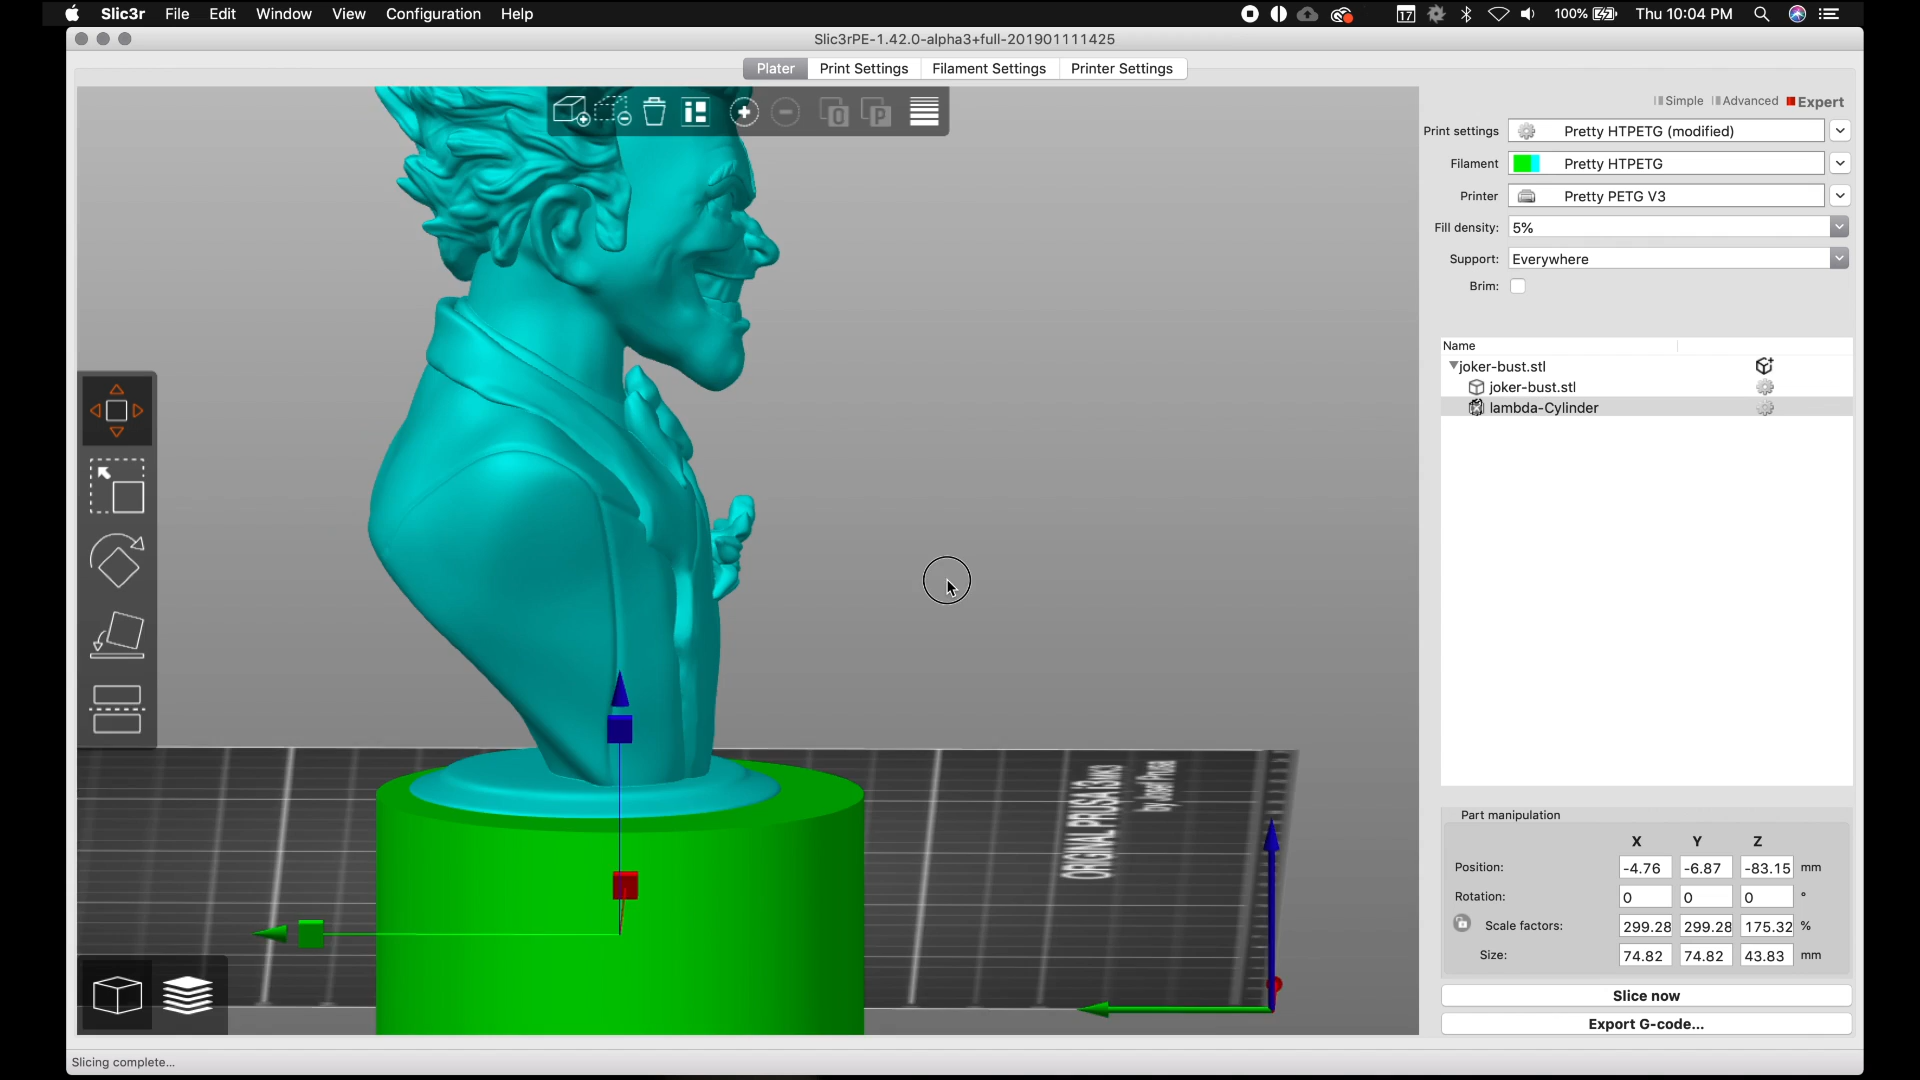 Slic3r File Edit Window View Configuration Help 17 100% Thu 10:04 PM
Slic3rPE-1.42.0-alpha3+full-201901111425
Plater Print Settings Filament Settings Printer Settings
Simple Advanced Expert
Print settings Pretty HTPETG (modified)
Filament Pretty HTPETG
Printer Pretty PETG V3
Fill density: 5%
Support: Everywhere
Brim:
Name
joker-bust.stl
joker-bust.stl
lambda-Cylinder
ORIGINAL PRUSA i3 MK3
by Josef Prusa
Part manipulation
X Y Z
Position: -4.76 -6.87 -83.15 mm
Rotation: 0 0 0 °
Scale factors: 299.28 299.28 175.32 %
Size: 74.82 74.82 43.83 mm
Slice now
Export G-code...
Slicing complete...